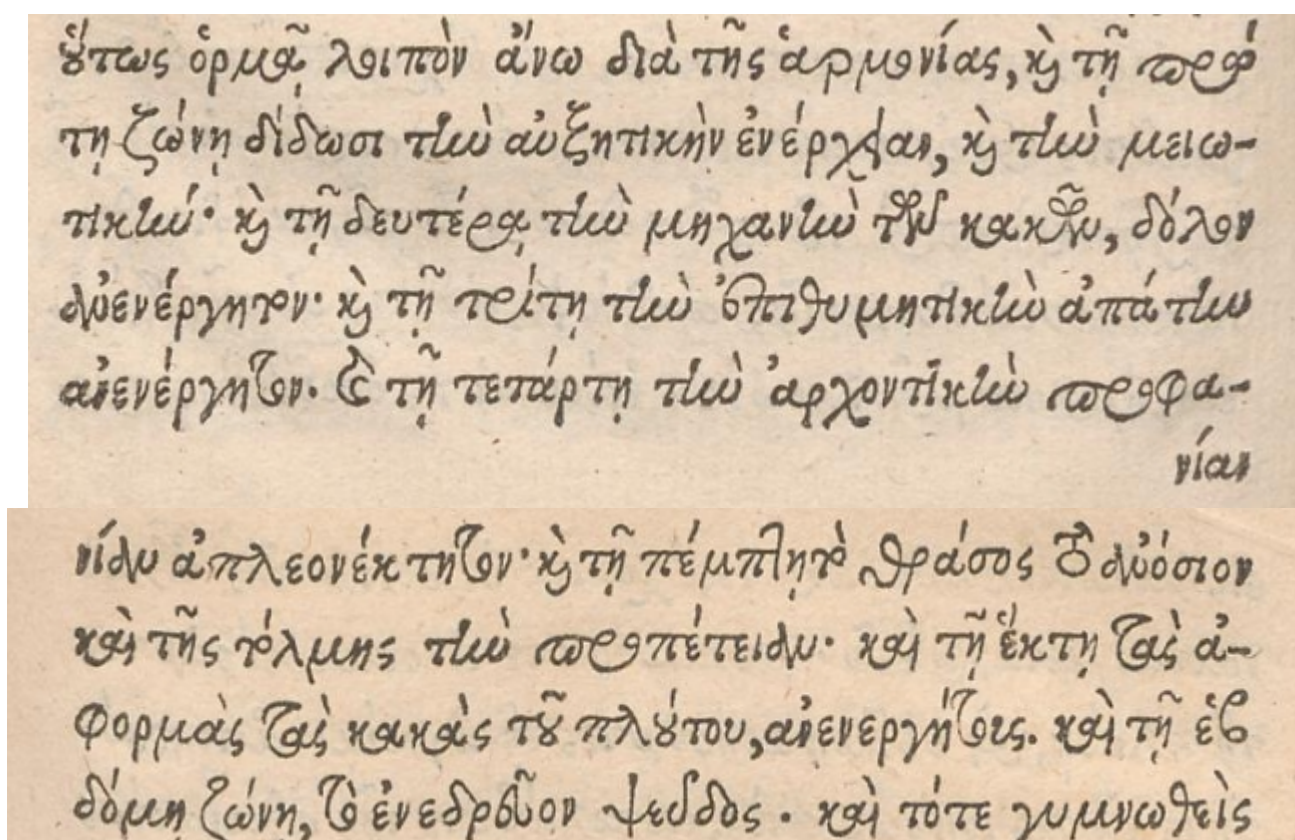 οὕτως ὁρμᾷ λοιπὸν ἄνω διὰ τῆς ἁρμονίας, καὶ τῇ πρώ
τῃ ζώνῃ δίδωσι τὴν αὐξητικὴν ἐνέργειαν, καὶ τὴν μειω-
τικήν· καὶ τῇ δευτέρᾳ τὴν μηχανὴν τῶν κακῶν, δόλον
ἀνενέργητον· καὶ τῇ τρίτῃ τὴν ἐπιθυμητικὴν ἀπάτην
ἀνενέργητον. καὶ τῇ τετάρτῃ τὴν ἀρχοντικὴν προφα-
νίαν
νίαν ἀπλεονέκτητον· καὶ τῇ πέμπτῃ τὸ θράσος τὸ ἀνόσιον
καὶ τῆς τόλμης τὴν προπέτειαν· καὶ τῇ ἕκτῃ τὰς ἀ-
φορμὰς τὰς κακὰς τοῦ πλούτου, ἀνενεργήτοις. καὶ τῇ ἑβ
δόμῃ ζώνῃ, τὸ ἐνεδρεῦον ψεῦδος. καὶ τότε γυμνωθεὶς